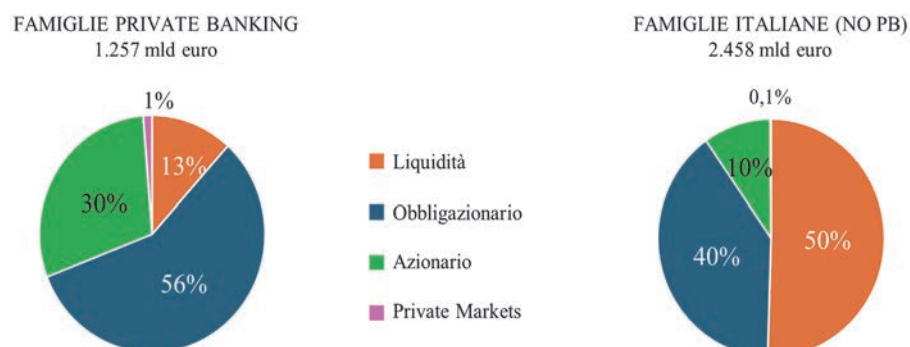 FAMIGLIE PRIVATE BANKING
1.257 mld euro
1%
13%
30%
56%
Liquidità
Obbligazionario
Azionario
Private Markets
FAMIGLIE ITALIANE (NO PB)
2.458 mld euro
0,1%
10%
40%
50%